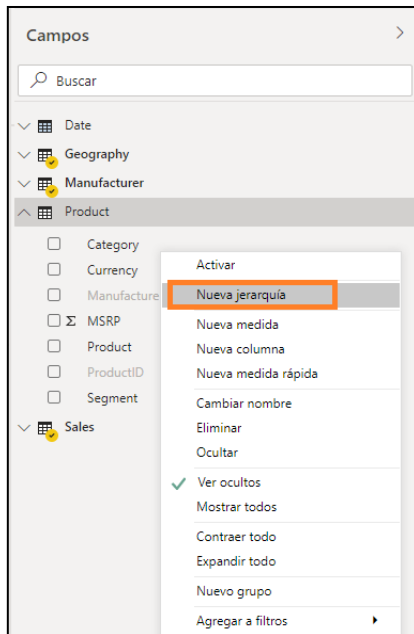 Campos
Buscar
Date
Geography
Manufacturer
Product
Category
Currency
Manufacture
Σ MSRP
Product
ProductID
Segment
Sales
Activar
Nueva jerarquía
Nueva medida
Nueva columna
Nueva medida rápida
Cambiar nombre
Eliminar
Ocultar
Ver ocultos
Mostrar todos
Contraer todo
Expandir todo
Nuevo grupo
Agregar a filtros